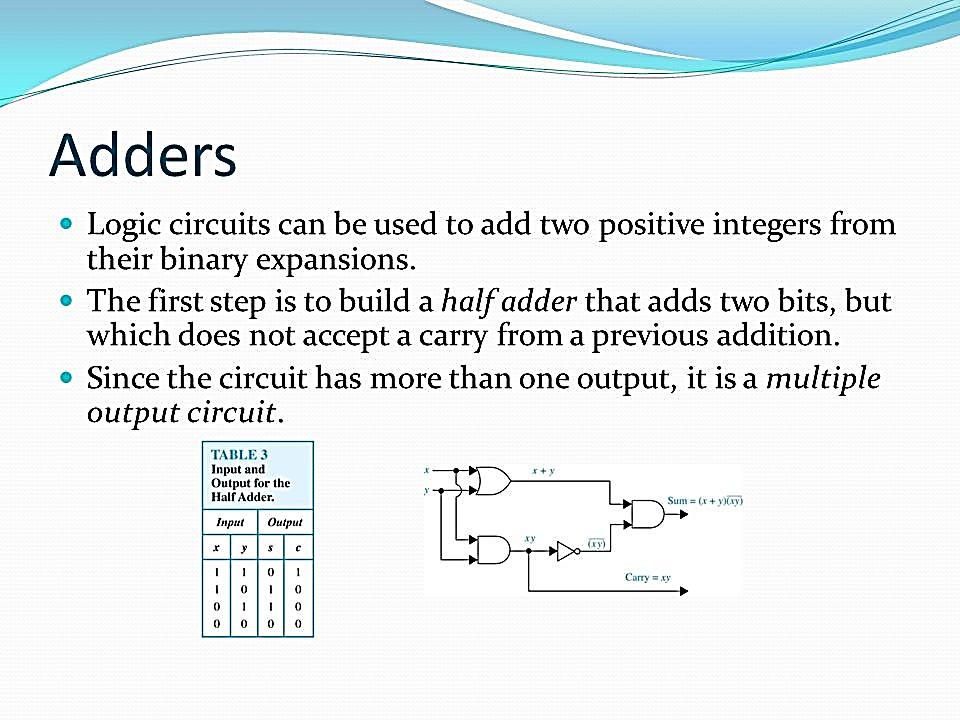 Adders
Logic circuits can be used to add two positive integers from
their binary expansions.
The first step is to build a half adder that adds two bits, but
which does not accept a carry from a previous addition.
Since the circuit has more than one output, it is a multiple
output circuit.
TABLE 3
Input and
Output for the
Half Adder.
Input Output
x y s c
1 1 0 1
1 0 1 0
0 1 1 0
0 0 0 0
x
x + y
y
Sum = (x + y)(x̅y̅)
xy
(x̅y̅)
Carry = xy